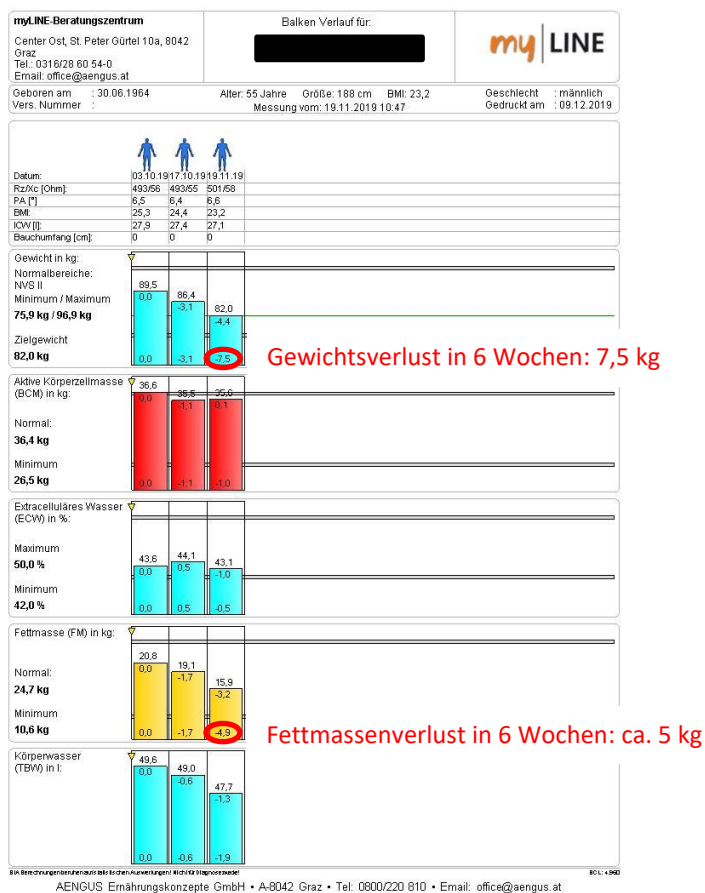 myLINE-Beratungszentrum
Center Ost, St. Peter Gürtel 10a, 8042
Graz
Tel.: 0316/28 60 54-0
Email: office@aengus.at
Balken Verlauf für:
my LINE
Geboren am : 30.06.1964
Vers. Nummer :
Alter: 55 Jahre Größe: 188 cm BMI: 23,2
Messung vom: 19.11.2019 10:47
Geschlecht : männlich
Gedruckt am : 09.12.2019
Datum: 03.10.19 17.10.19 19.11.19
Rz/Xc [Ohm]: 493/56 493/55 501/58
PA [°] 6,5 6,4 6,6
BMI: 25,3 24,4 23,2
ICW [l]: 27,9 27,4 27,1
Bauchumfang [cm]: 0 0 0
Gewicht in kg:
Normalbereiche:
NVS II
Minimum / Maximum
75,9 kg / 96,9 kg
Zielgewicht
82,0 kg
89,5 86,4 82,0
0,0 -3,1 -4,4
0,0 -3,1 -7,5
Gewichtsverlust in 6 Wochen: 7,5 kg
Aktive Körperzellmasse
(BCM) in kg:
Normal:
36,4 kg
Minimum
26,5 kg
36,6 35,5 35,6
0,0 -1,1 0,1
0,0 -1,1 -1,0
Extracelluläres Wasser
(ECW) in %:
Maximum
50,0 %
Minimum
42,0 %
43,6 44,1 43,1
0,0 0,5 -1,0
0,0 0,5 -0,5
Fettmasse (FM) in kg:
Normal:
24,7 kg
Minimum
10,6 kg
20,8 19,1 15,9
0,0 -1,7 -3,2
0,0 -1,7 -4,9
Fettmassenverlust in 6 Wochen: ca. 5 kg
Körperwasser
(TBW) in l:
49,6 49,0 47,7
0,0 -0,6 -1,3
0,0 -0,6 -1,9
BIA Berechnungen beruhen auf statistischen Auswertungen! Nicht für Diagnosezwecke!
BCL: 4.960
AENGUS Ernährungskonzepte GmbH • A-8042 Graz • Tel: 0800/220 810 • Email: office@aengus.at